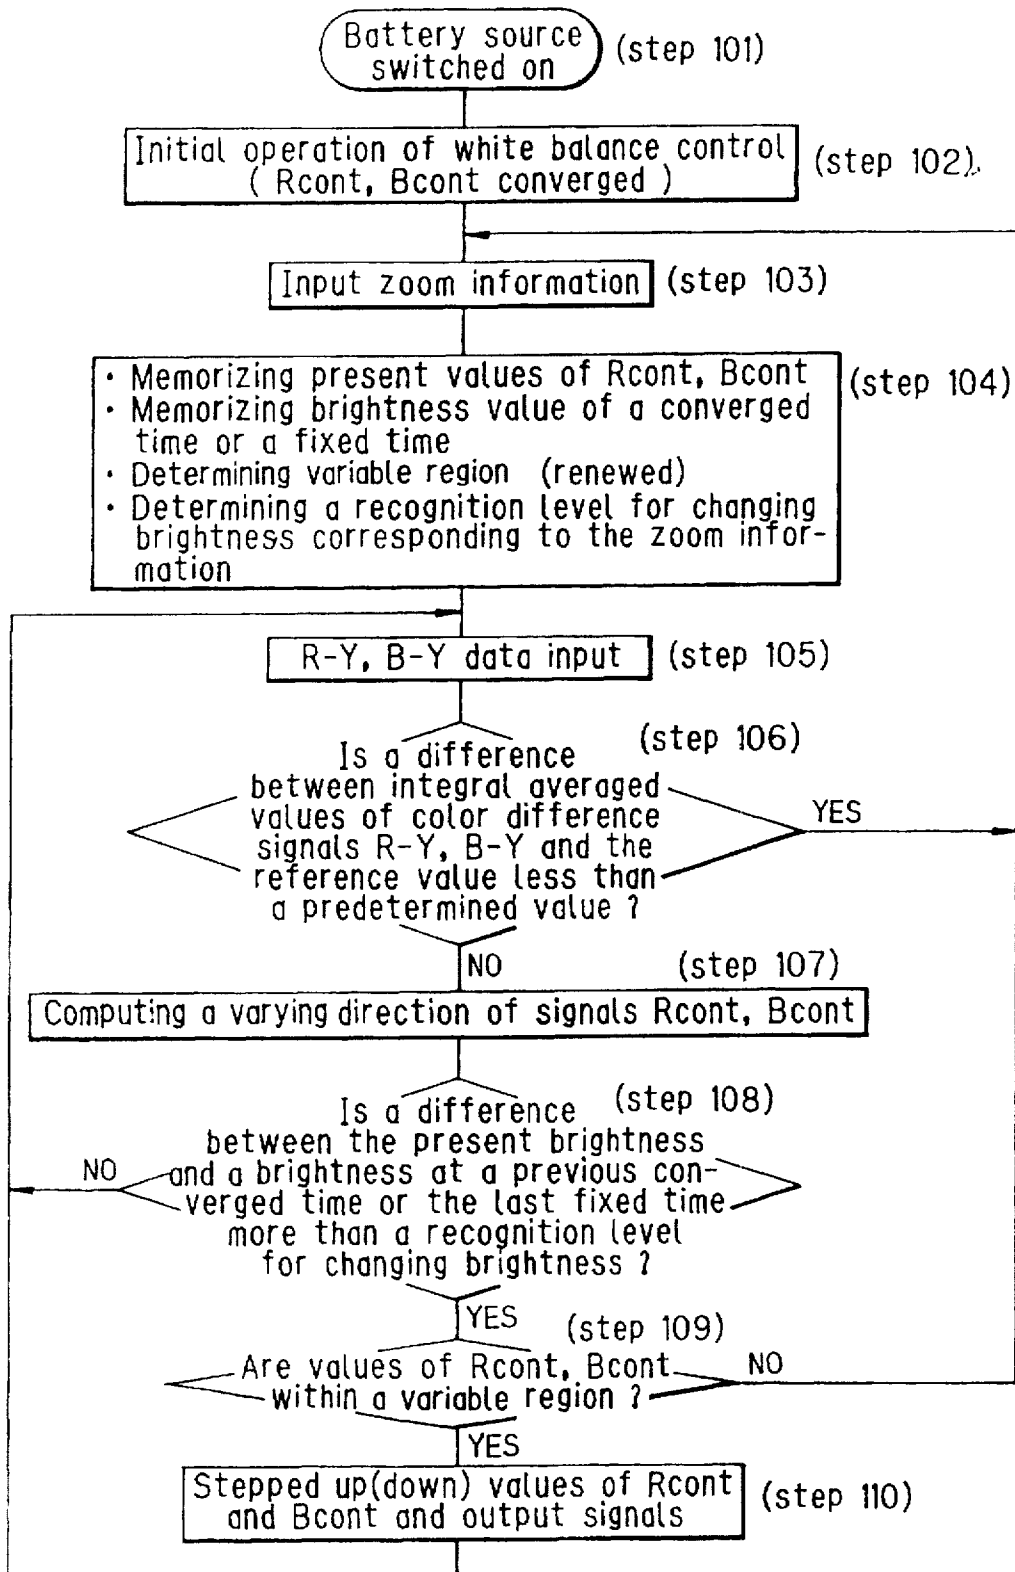 Battery source
switched on
(step 101)
Initial operation of white balance control
( Rcont, Bcont converged )
(step 102).
Input zoom information
(step 103)
· Memorizing present values of Rcont, Bcont
· Memorizing brightness value of a converged
time or a fixed time
· Determining variable region (renewed)
· Determining a recognition level for changing
brightness corresponding to the zoom infor-
mation
(step 104)
R-Y, B-Y data input
(step 105)
(step 106)
Is a difference
between integral averaged
values of color difference
signals R-Y, B-Y and the
reference value less than
a predetermined value ?
YES
NO
(step 107)
Computing a varying direction of signals Rcont, Bcont
(step 108)
Is a difference
between the present brightness
and a brightness at a previous con-
verged time or the last fixed time
more than a recognition level
for changing brightness ?
NO
YES
(step 109)
Are values of Rcont, Bcont
within a variable region ?
NO
YES
Stepped up(down) values of Rcont
and Bcont and output signals
(step 110)